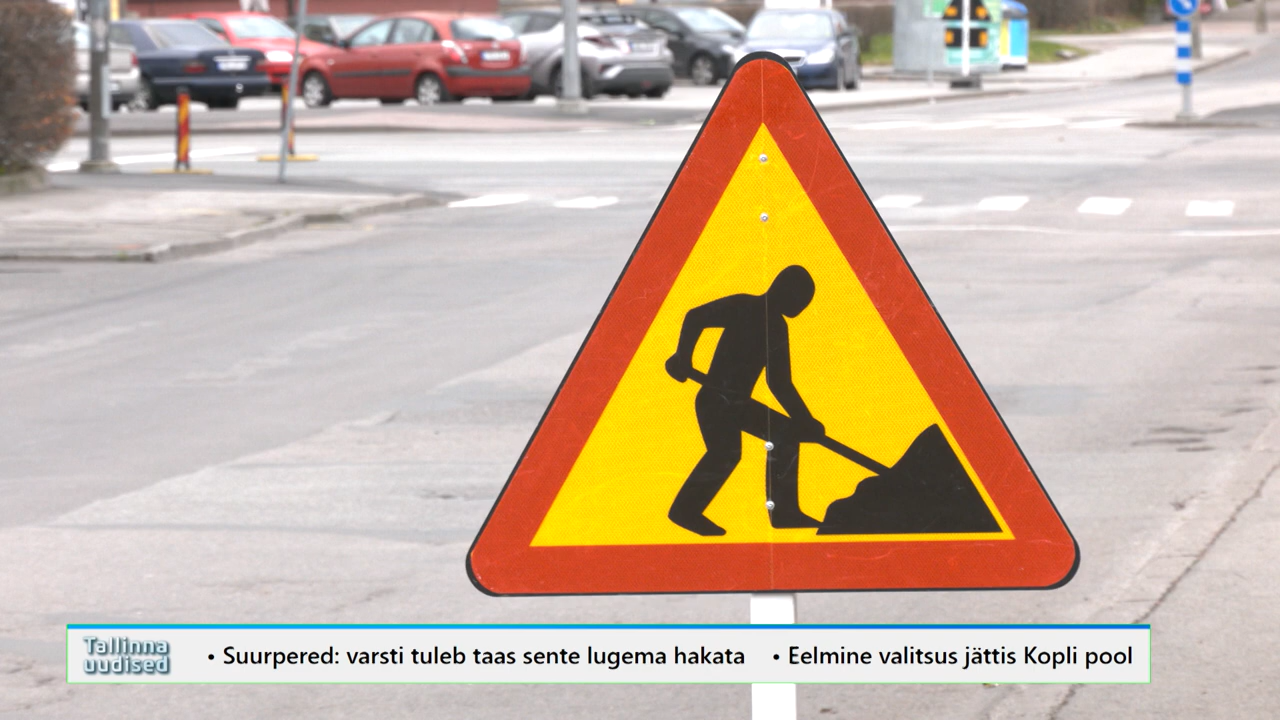 Tallinna
uudised
• Suurpered: varsti tuleb taas sente lugema hakata • Eelmine valitsus jättis Kopli pool